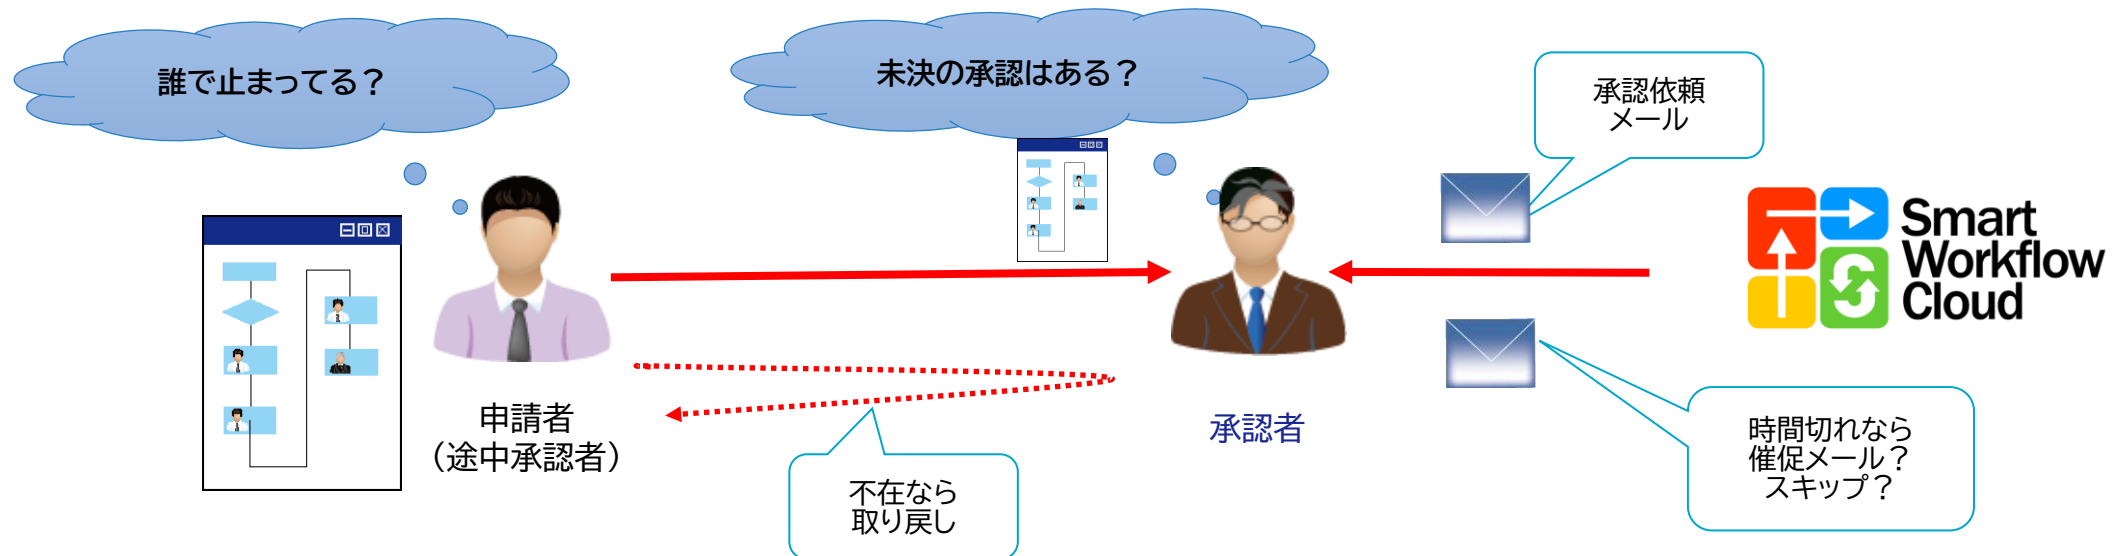 誰で止まってる？
未決の承認はある？
承認依頼
メール
Smart
Workflow
Cloud
申請者
（途中承認者）
承認者
不在なら
取り戻し
時間切れなら
催促メール？
スキップ？